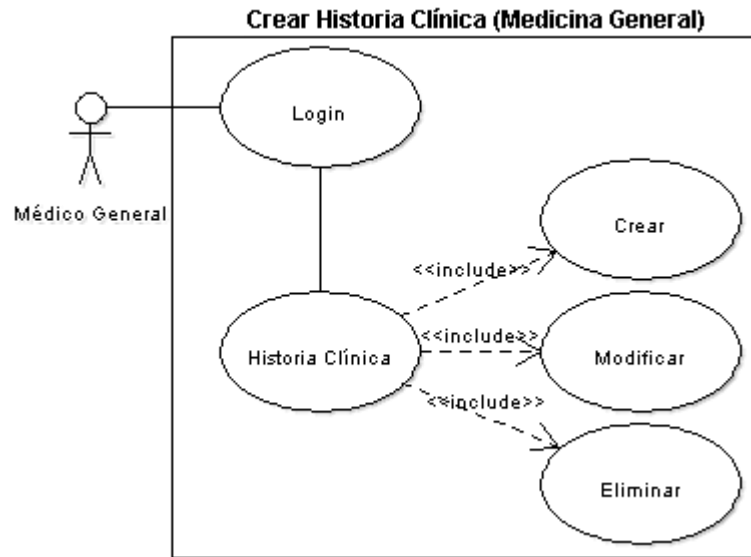 Crear Historia Clínica (Medicina General)
Login
Médico General
Crear
<<include>>
<<include>>
Historia Clínica
Modificar
<<include>>
Eliminar